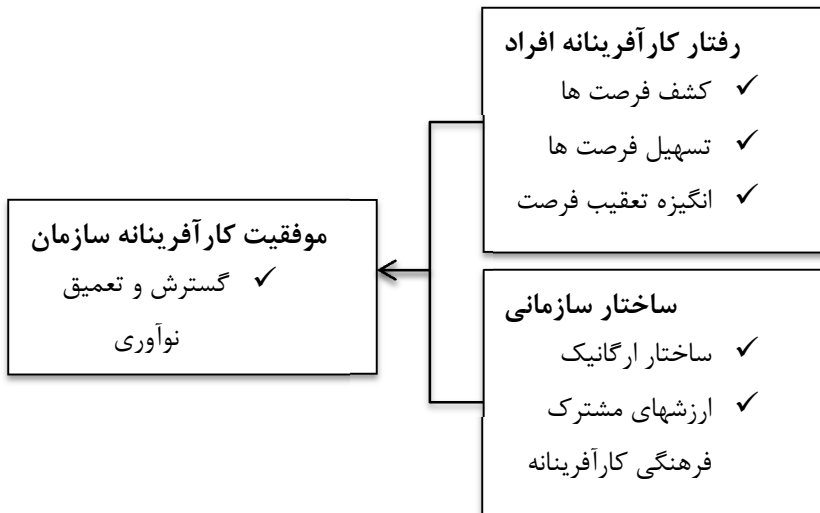 رفتار کارآفرینانه افراد
✓ کشف فرصت ها
✓ تسهیل فرصت ها
✓ انگیزه تعقیب فرصت
ساختار سازمانی
✓ ساختار ارگانیک
✓ ارزشهای مشترک
فرهنگی کارآفرینانه
موفقیت کارآفرینانه سازمان
✓ گسترش و تعمیق
نوآوری